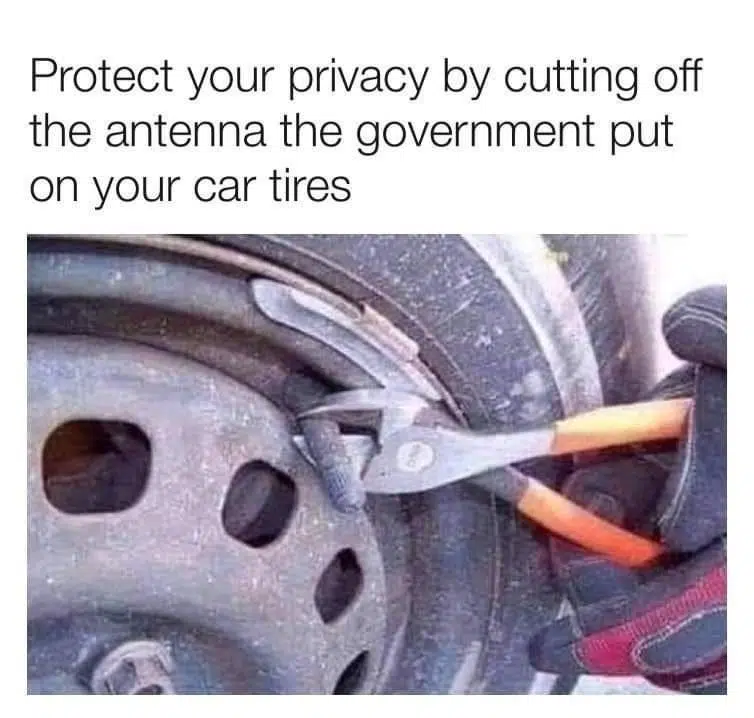 Protect your privacy by cutting off
the antenna the government put
on your car tires